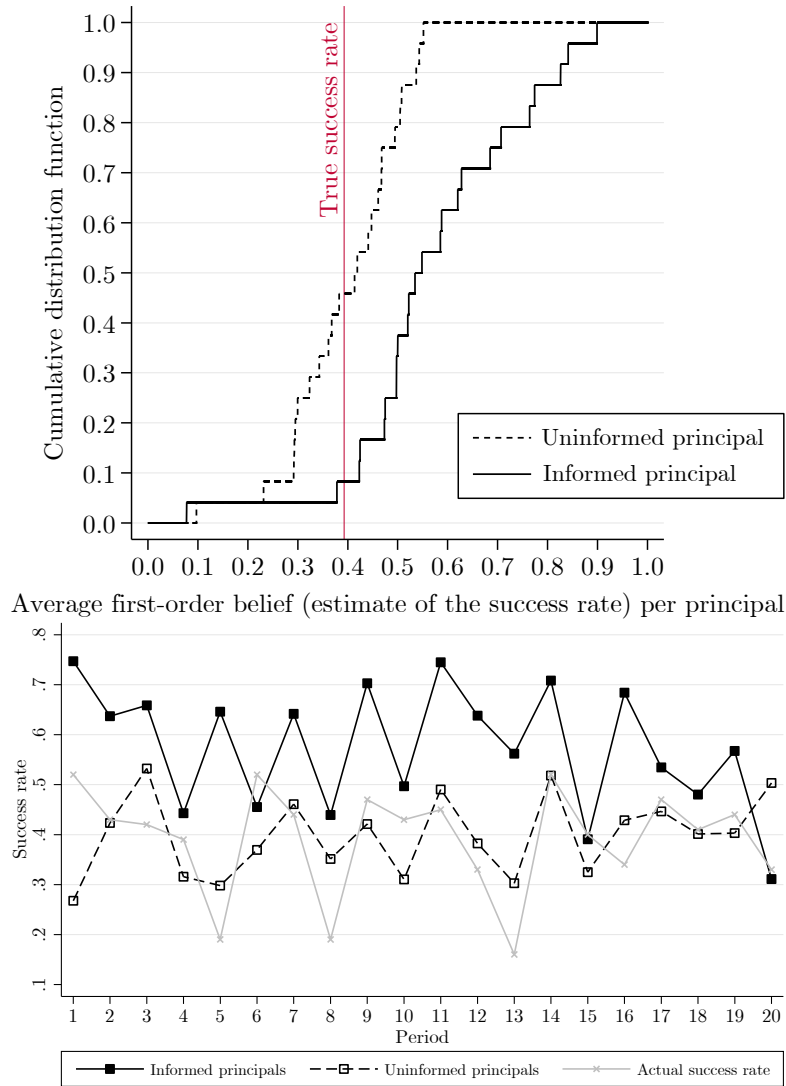 1.0
0.9
0.8
0.7
0.6
0.5
0.4
0.3
0.2
0.1
0.0
Cumulative distribution function
True success rate
Uninformed principal
Informed principal
0.0 0.1 0.2 0.3 0.4 0.5 0.6 0.7 0.8 0.9 1.0
Average first-order belief (estimate of the success rate) per principal
.8
.7
.6
.5
.4
.3
.2
.1
Success rate
1 2 3 4 5 6 7 8 9 10 11 12 13 14 15 16 17 18 19 20
Period
Informed principals Uninformed principals Actual success rate